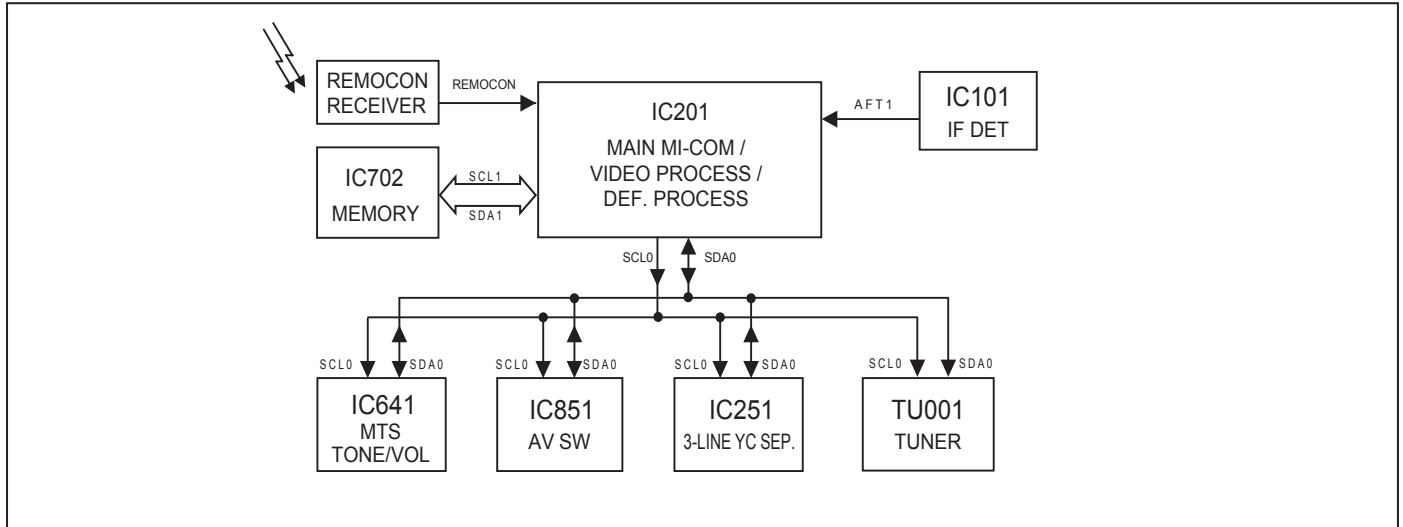 REMOCON
RECEIVER
REMOCON
IC201
MAIN MI-COM /
VIDEO PROCESS /
DEF. PROCESS
AFT1
IC101
IF DET
IC702
MEMORY
SCL1
SDA1
SCL0
SDA0
SCL0
SDA0
SCL0
SDA0
SCL0
SDA0
SCL0
SDA0
IC641
MTS
TONE/VOL
IC851
AV SW
IC251
3-LINE YC SEP.
TU001
TUNER